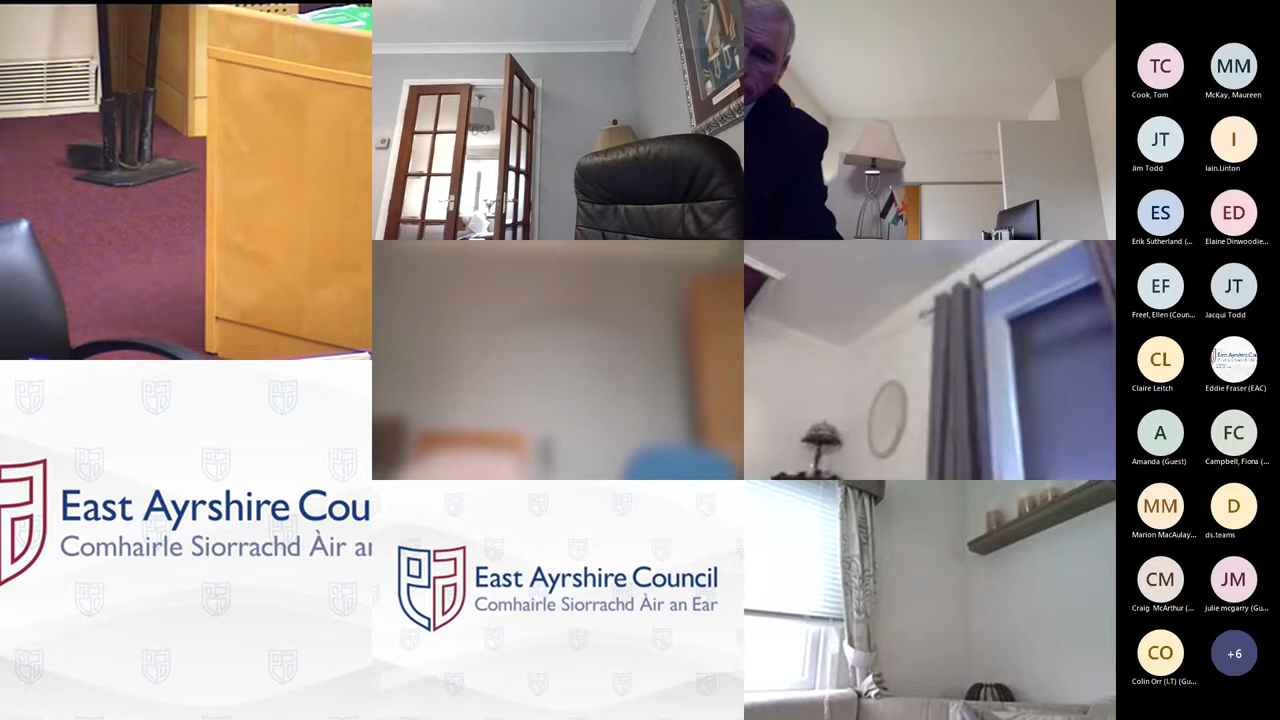 East Ayrshire Cou
Comhairle Siorrachd Àir ar
East Ayrshire Council
Comhairle Siorrachd Àir an Ear
TC
Cook, Tom
MM
McKay, Maureen
JT
Jim Todd
I
Iain.Linton
ES
Erik Sutherland (...
ED
Elaine Dinwoodie...
EF
Freel, Ellen (Coun...
JT
Jacqui Todd
CL
Claire Leitch
Eddie Fraser (EAC)
A
Amanda (Guest)
FC
Campbell, Fiona (...
MM
Marion MacAulay...
D
ds.teams
CM
Craig McArthur (...
JM
julie mcgarry (Gu...
CO
Colin Orr (I.T) (Gu...
+6